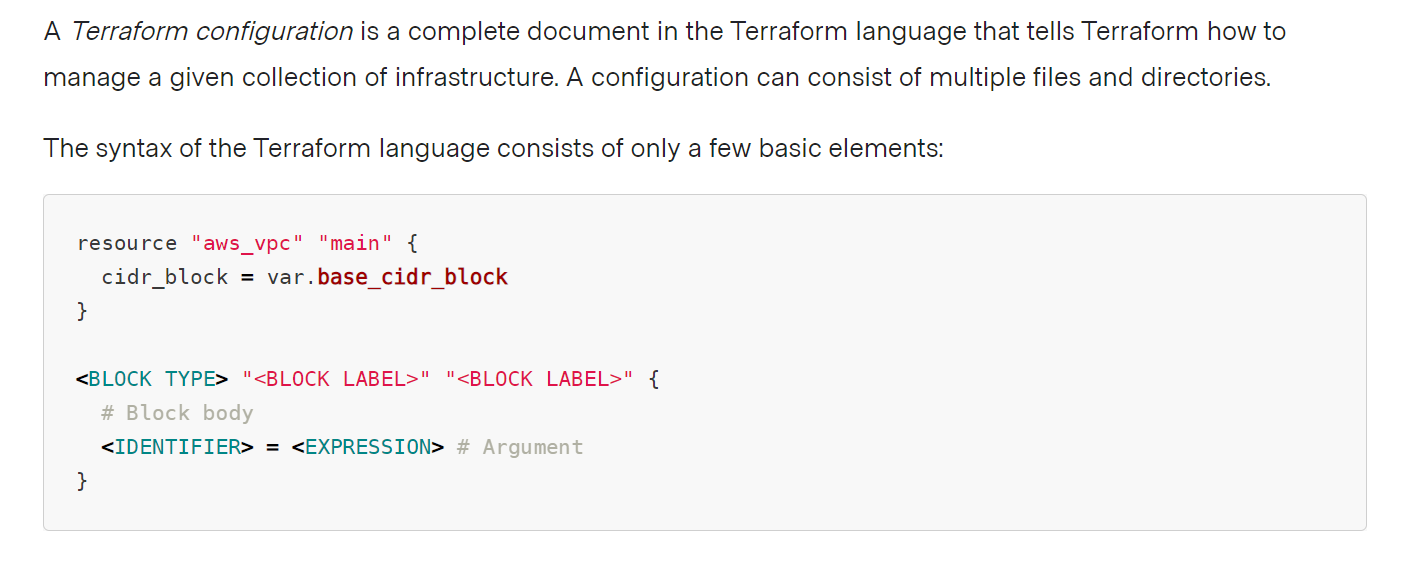 A Terraform configuration is a complete document in the Terraform language that tells Terraform how to
manage a given collection of infrastructure. A configuration can consist of multiple files and directories.
The syntax of the Terraform language consists of only a few basic elements:
resource "aws_vpc" "main" {
  cidr_block = var.base_cidr_block
}
<BLOCK TYPE> "<BLOCK LABEL>" "<BLOCK LABEL>" {
  # Block body
  <IDENTIFIER> = <EXPRESSION> # Argument
}